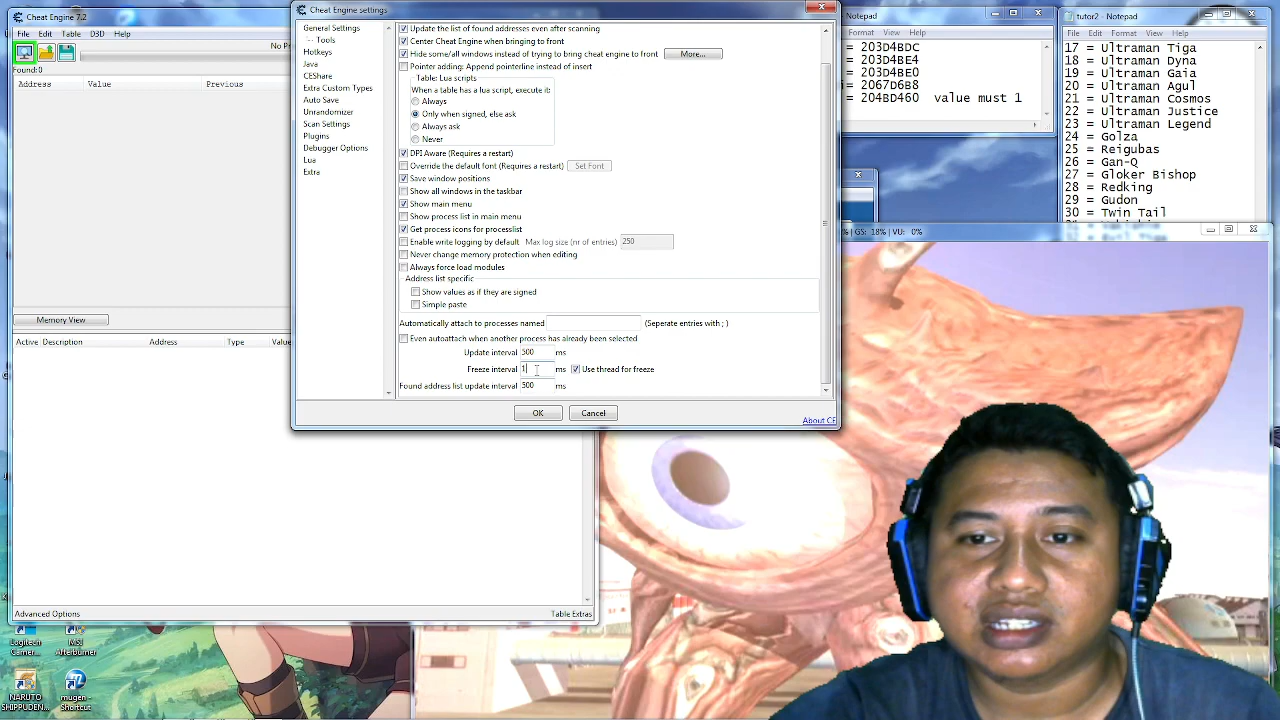 Cheat Engine 7.2
File Edit Table D3D Help
No Pr
Found:0
Address Value Previous
Memory View
Active Description Address Type Value
Advanced Options
Table Extras
Cheat Engine settings
General Settings
Tools
Hotkeys
Java
CEShare
Extra Custom Types
Auto Save
Unrandomizer
Scan Settings
Plugins
Debugger Options
Lua
Extra
Update the list of found addresses even after scanning
Center Cheat Engine when bringing to front
Hide some/all windows instead of trying to bring cheat engine to front
More...
Pointer adding: Append pointerline instead of insert
Table: Lua scripts
When a table has a lua script, execute it:
Always
Only when signed, else ask
Always ask
Never
DPI Aware (Requires a restart)
Override the default font (Requires a restart)
Set Font
Save window positions
Show all windows in the taskbar
Show main menu
Show process list in main menu
Get process icons for processlist
Enable write logging by default Max log size (nr of entries) 250
Never change memory protection when editing
Always force load modules
Address list specific
Show values as if they are signed
Simple paste
Automatically attach to processes named (Seperate entries with ; )
Even autoattach when another process has already been selected
Update interval 500 ms
Freeze interval 1 ms Use thread for freeze
Found address list update interval 500 ms
OK Cancel
About CE
Notepad
Format View Help
= 203D4BDC
= 203D4BE4
= 203D4BE0
= 2067D6B8
= 204BD460 value must 1
tutor2 - Notepad
File Edit Format View Help
17 = Ultraman Tiga
18 = Ultraman Dyna
19 = Ultraman Gaia
20 = Ultraman Agul
21 = Ultraman Cosmos
22 = Ultraman Justice
23 = Ultraman Legend
24 = Golza
25 = Reigubas
26 = Gan-Q
27 = Gloker Bishop
28 = Redking
29 = Gudon
30 = Twin Tail
% | GS: 18% | VU: 0%
Logitech Gamer...
MSI Afterburner
NARUTO SHIPPUDEN...
mugen - Shortcut